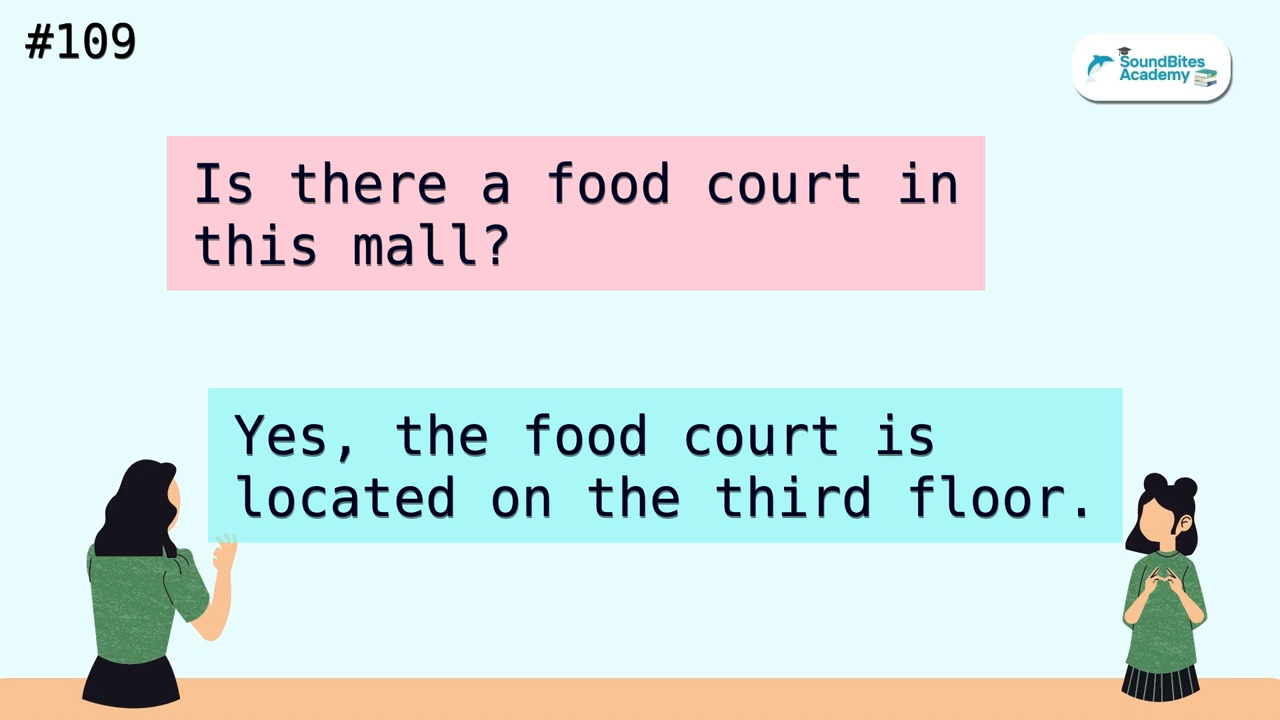 #109
SoundBites
Academy
Is there a food court in
this mall?
Yes, the food court is
located on the third floor.